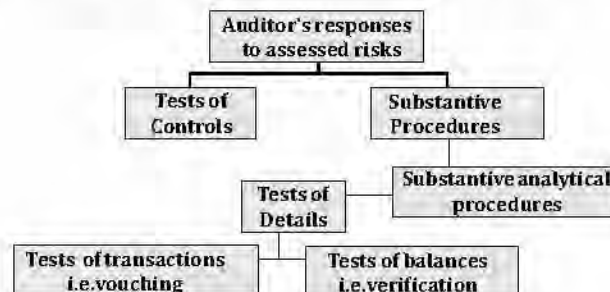 Auditor's responses
to assessed risks
Tests of
Controls
Substantive
Procedures
Substantive analytical
procedures
Tests of
Details
Tests of transactions
i.e.vouching
Tests of balances
i.e.verification